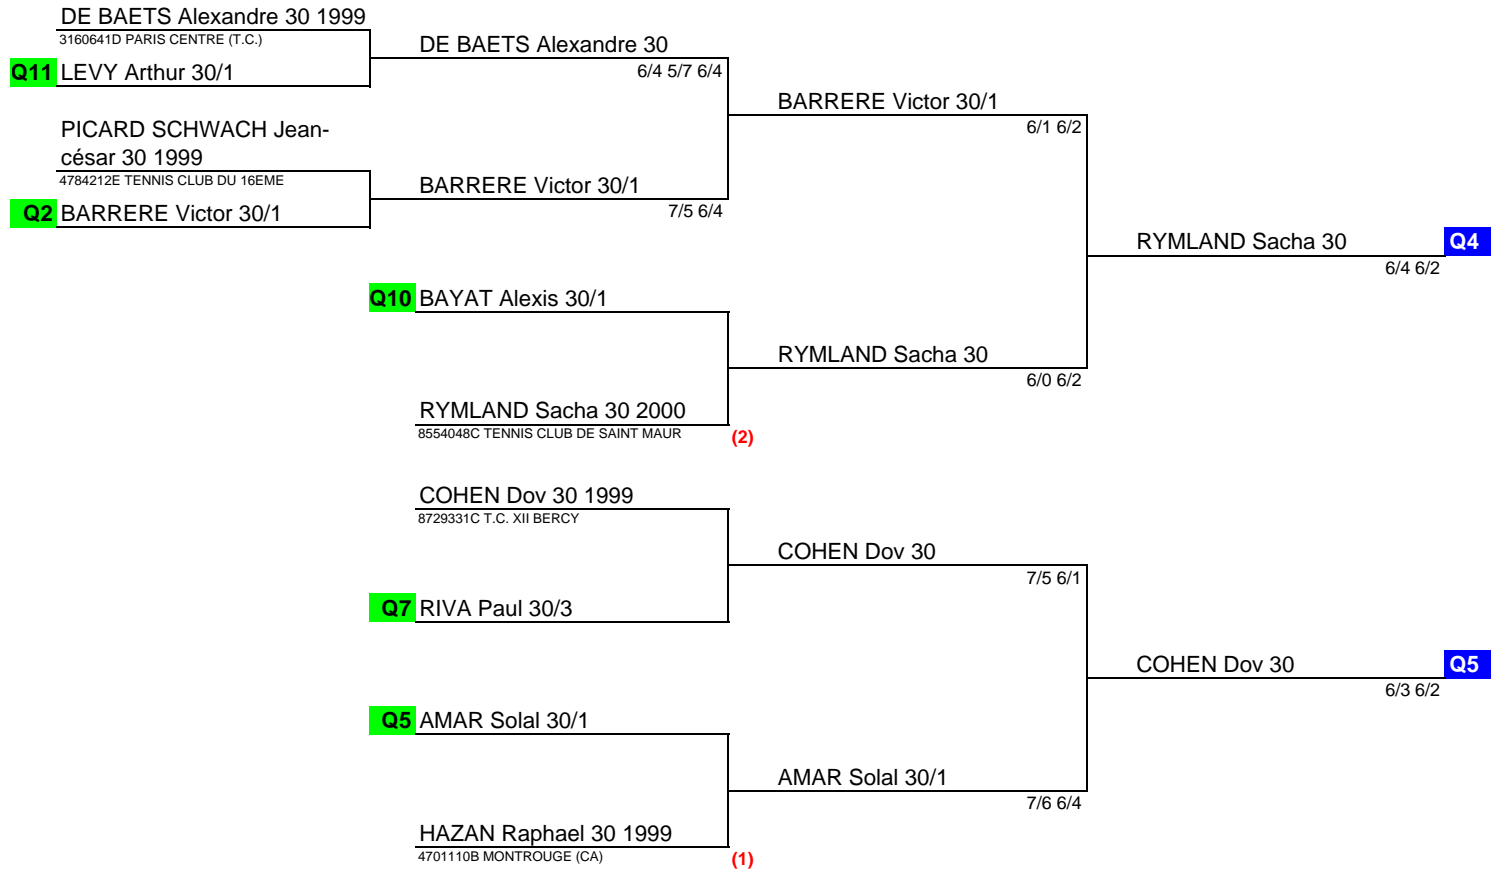 DE BAETS Alexandre 30 1999
3160641D PARIS CENTRE (T.C.)
DE BAETS Alexandre 30
6/4 5/7 6/4
Q11 LEVY Arthur 30/1
BARRERE Victor 30/1
6/1 6/2
PICARD SCHWACH Jean-
césar 30 1999
4784212E TENNIS CLUB DU 16EME
BARRERE Victor 30/1
7/5 6/4
Q2 BARRERE Victor 30/1
RYMLAND Sacha 30 Q4
6/4 6/2
Q10 BAYAT Alexis 30/1
RYMLAND Sacha 30
6/0 6/2
RYMLAND Sacha 30 2000
8554048C TENNIS CLUB DE SAINT MAUR
(2)
COHEN Dov 30 1999
8729331C T.C. XII BERCY
COHEN Dov 30
7/5 6/1
Q7 RIVA Paul 30/3
COHEN Dov 30 Q5
6/3 6/2
Q5 AMAR Solal 30/1
AMAR Solal 30/1
7/6 6/4
HAZAN Raphael 30 1999
4701110B MONTROUGE (CA)
(1)